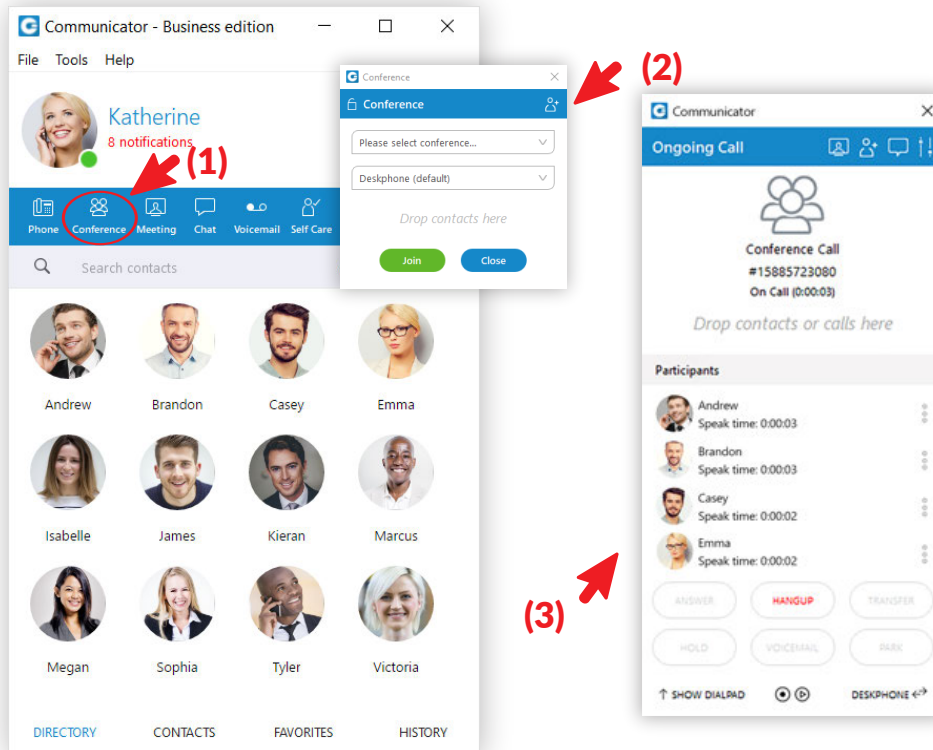 Communicator - Business edition
File Tools Help
Katherine
8 notifications
(1)
Phone Conference Meeting Chat Voicemail Self Care
Search contacts
Andrew Brandon Casey Emma
Isabelle James Kieran Marcus
Megan Sophia Tyler Victoria
DIRECTORY CONTACTS FAVORITES HISTORY
Conference
Conference
Please select conference...
Deskphone (default)
Drop contacts here
Join Close
(2)
Communicator
Ongoing Call
Conference Call
#15885723080
On Call (0:00:03)
Drop contacts or calls here
Participants
Andrew
Speak time: 0:00:03
Brandon
Speak time: 0:00:03
Casey
Speak time: 0:00:02
Emma
Speak time: 0:00:02
(3)
ANSWER HANGUP TRANSFER
HOLD VOICEMAIL PARK
SHOW DIALPAD DESKPHONE